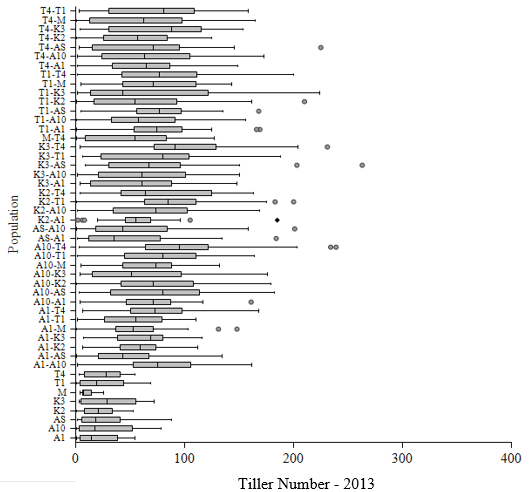 T4-T1
T4-M
T4-K3
T4-K2
T4-AS
T4-A10
T4-A1
T1-T4
T1-M
T1-K3
T1-K2
T1-AS
T1-A10
T1-A1
M-T4
K3-T4
K3-T1
K3-AS
K3-A10
K3-A1
K2-T4
K2-T1
K2-A10
K2-A1
AS-A10
AS-A1
A10-T4
A10-T1
A10-M
A10-K3
A10-K2
A10-AS
A10-A1
A1-T4
A1-T1
A1-M
A1-K3
A1-K2
A1-AS
A1-A10
T4
T1
M
K3
K2
AS
A10
A1
Population
0 100 200 300 400
Tiller Number - 2013